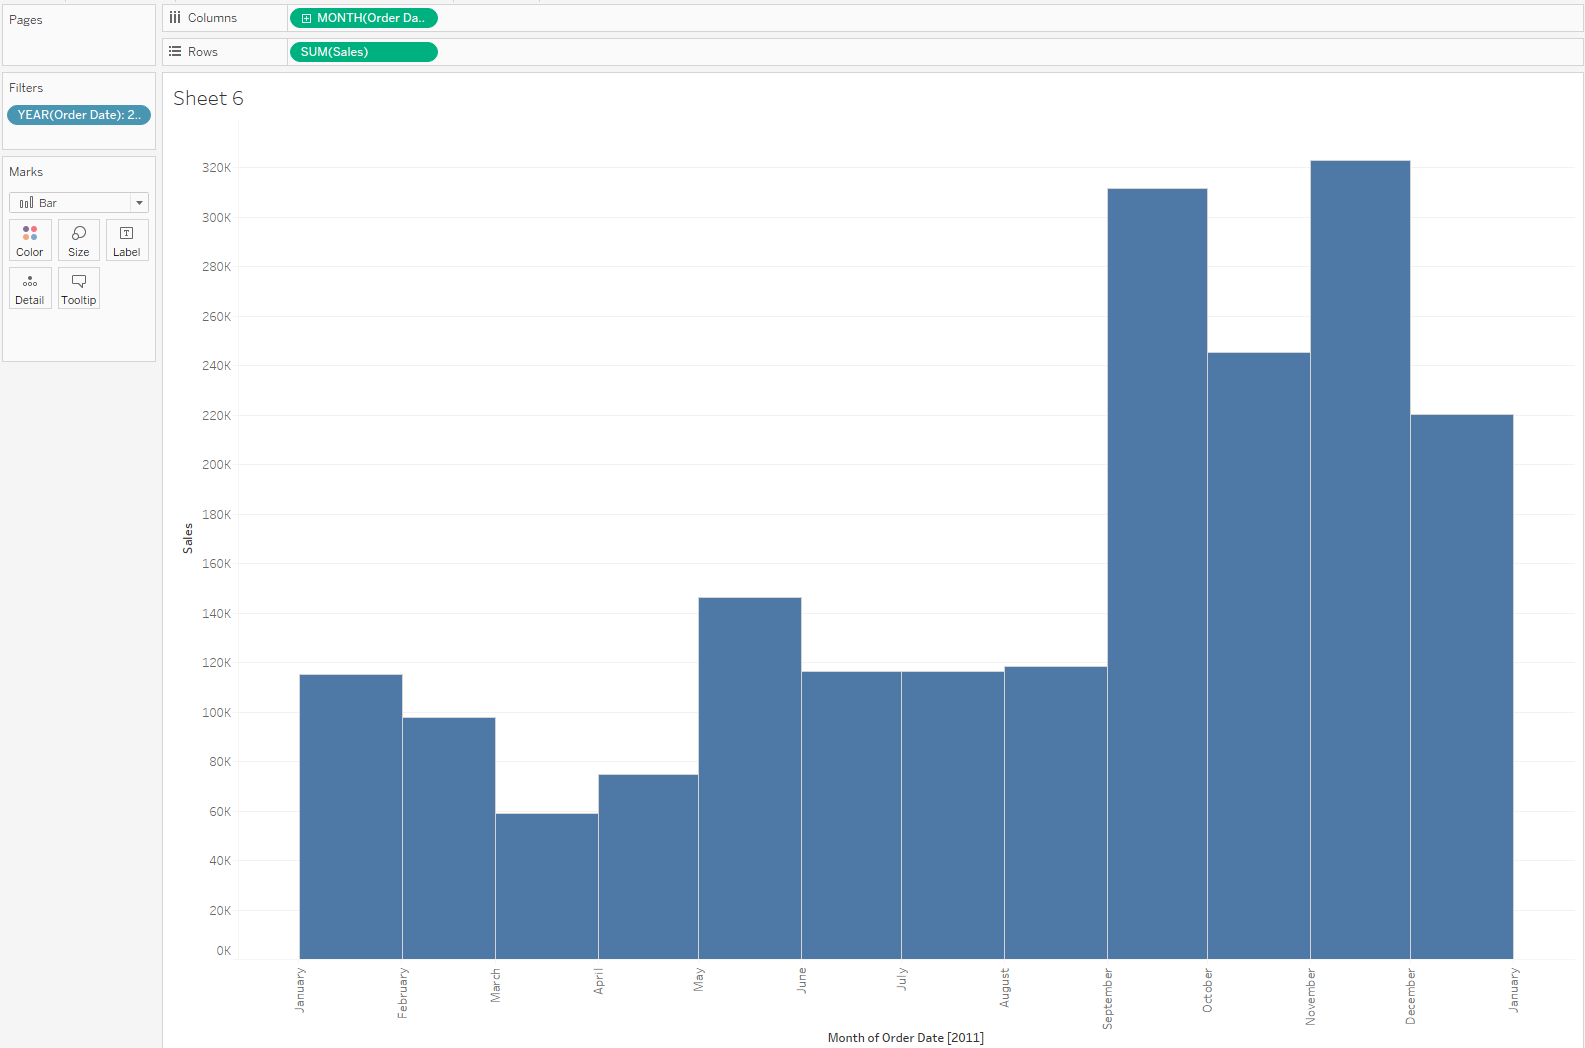 Pages
Columns
MONTH(Order Da..
Rows
SUM(Sales)
Filters
YEAR(Order Date): 2..
Marks
Bar
Color
Size
Label
Detail
Tooltip
Sheet 6
320K
300K
280K
260K
240K
220K
200K
180K
160K
140K
120K
100K
80K
60K
40K
20K
0K
Sales
January
February
March
April
May
June
July
August
September
October
November
December
January
Month of Order Date [2011]